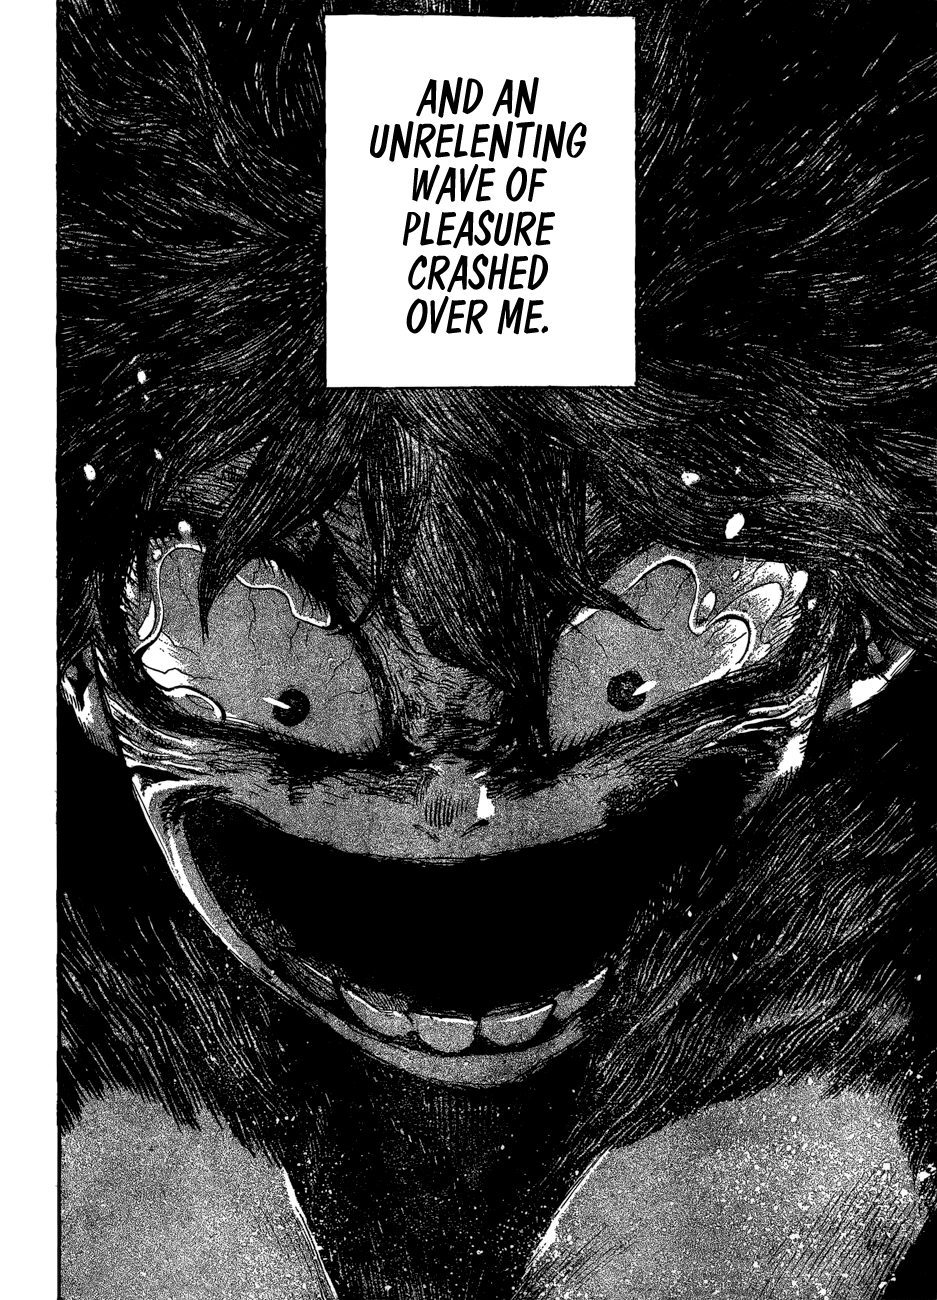 AND AN
UNRELENTING
WAVE OF
PLEASURE
CRASHED
OVER ME.